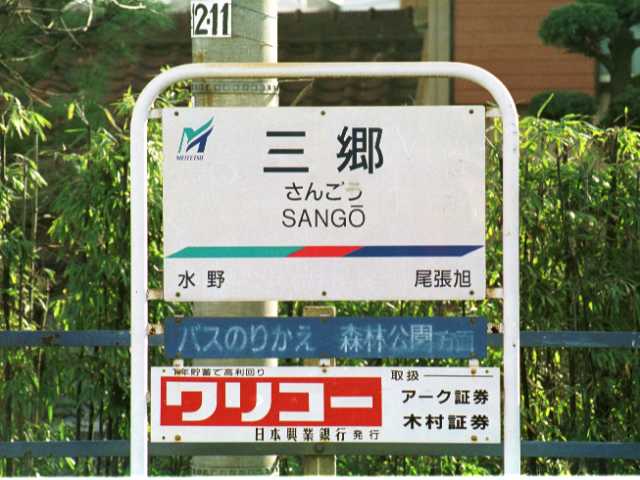 12-11
MEITETSU
三郷
さんごう
SANGŌ
水野 尾張旭
バスのりかえ 森林公園方面
1年貯蓄で高利回り
ワリコー
日本興業銀行発行
取扱
アーク証券
木村証券